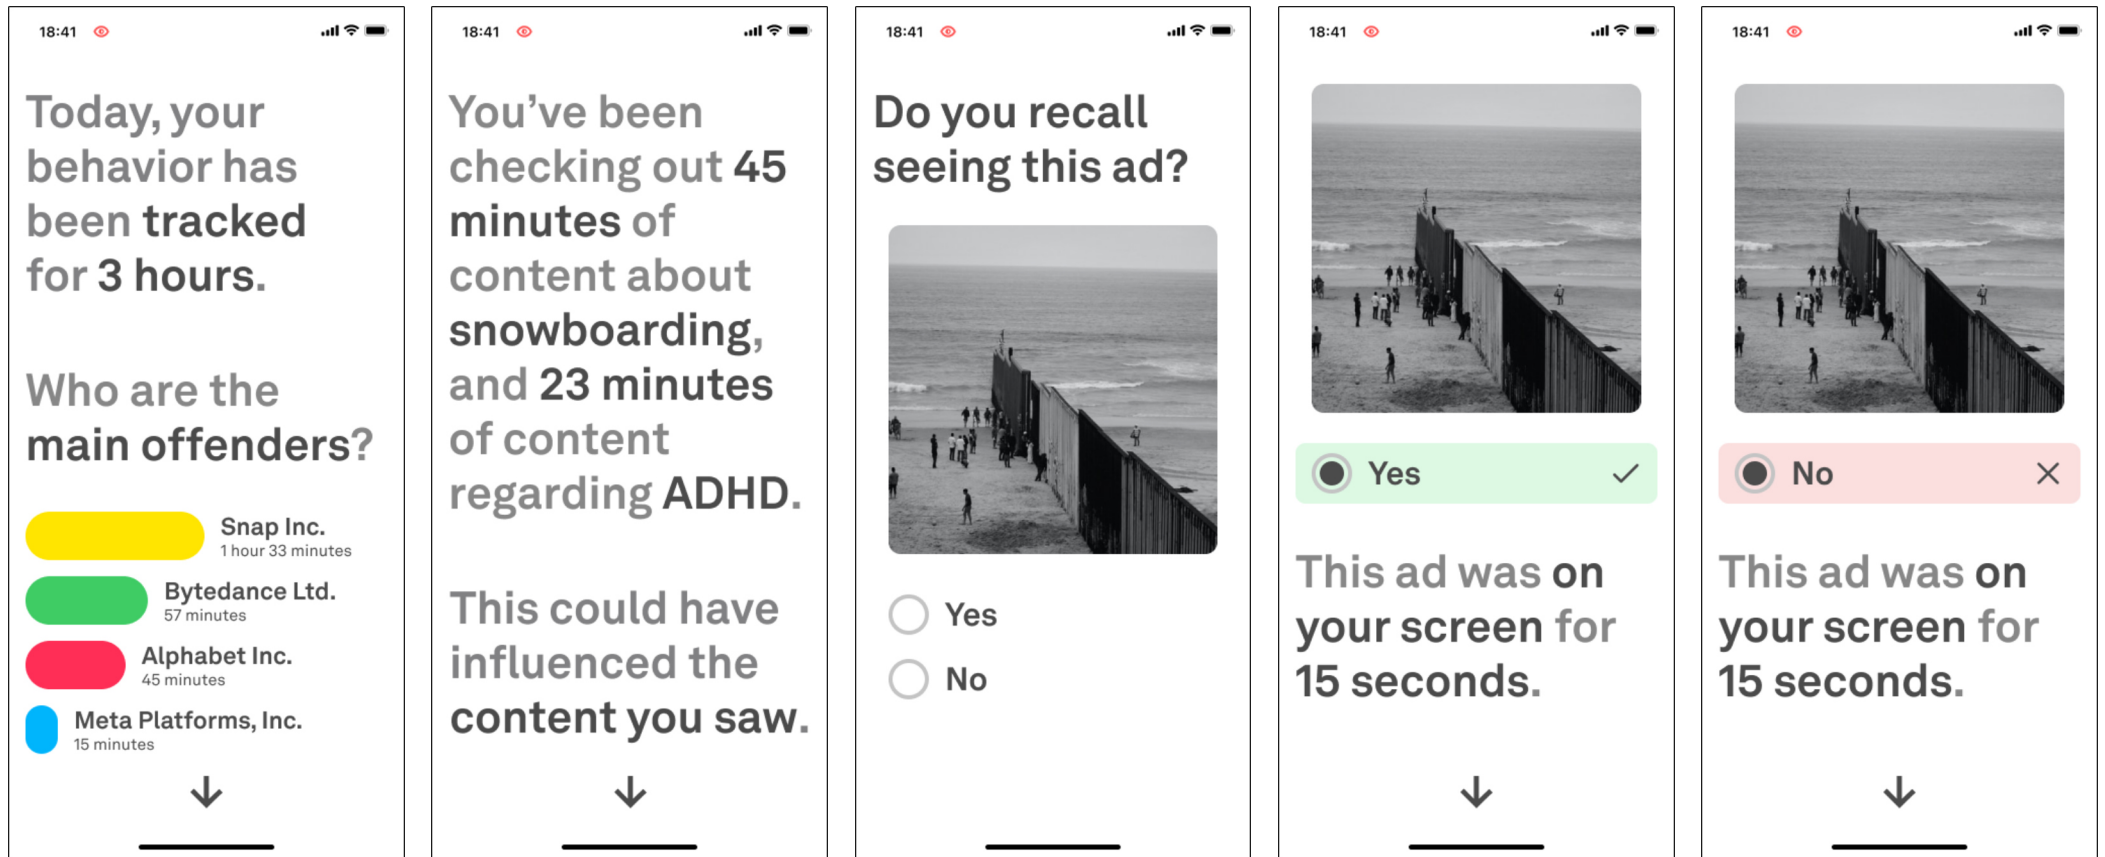 18:41
Today, your
behavior has
been tracked
for 3 hours.
Who are the
main offenders?
Snap Inc.
1 hour 33 minutes
Bytedance Ltd.
57 minutes
Alphabet Inc.
45 minutes
Meta Platforms, Inc.
15 minutes
18:41
You’ve been
checking out 45
minutes of
content about
snowboarding,
and 23 minutes
of content
regarding ADHD.
This could have
influenced the
content you saw.
18:41
Do you recall
seeing this ad?
Yes
No
18:41
Yes
This ad was on
your screen for
15 seconds.
18:41
No
This ad was on
your screen for
15 seconds.